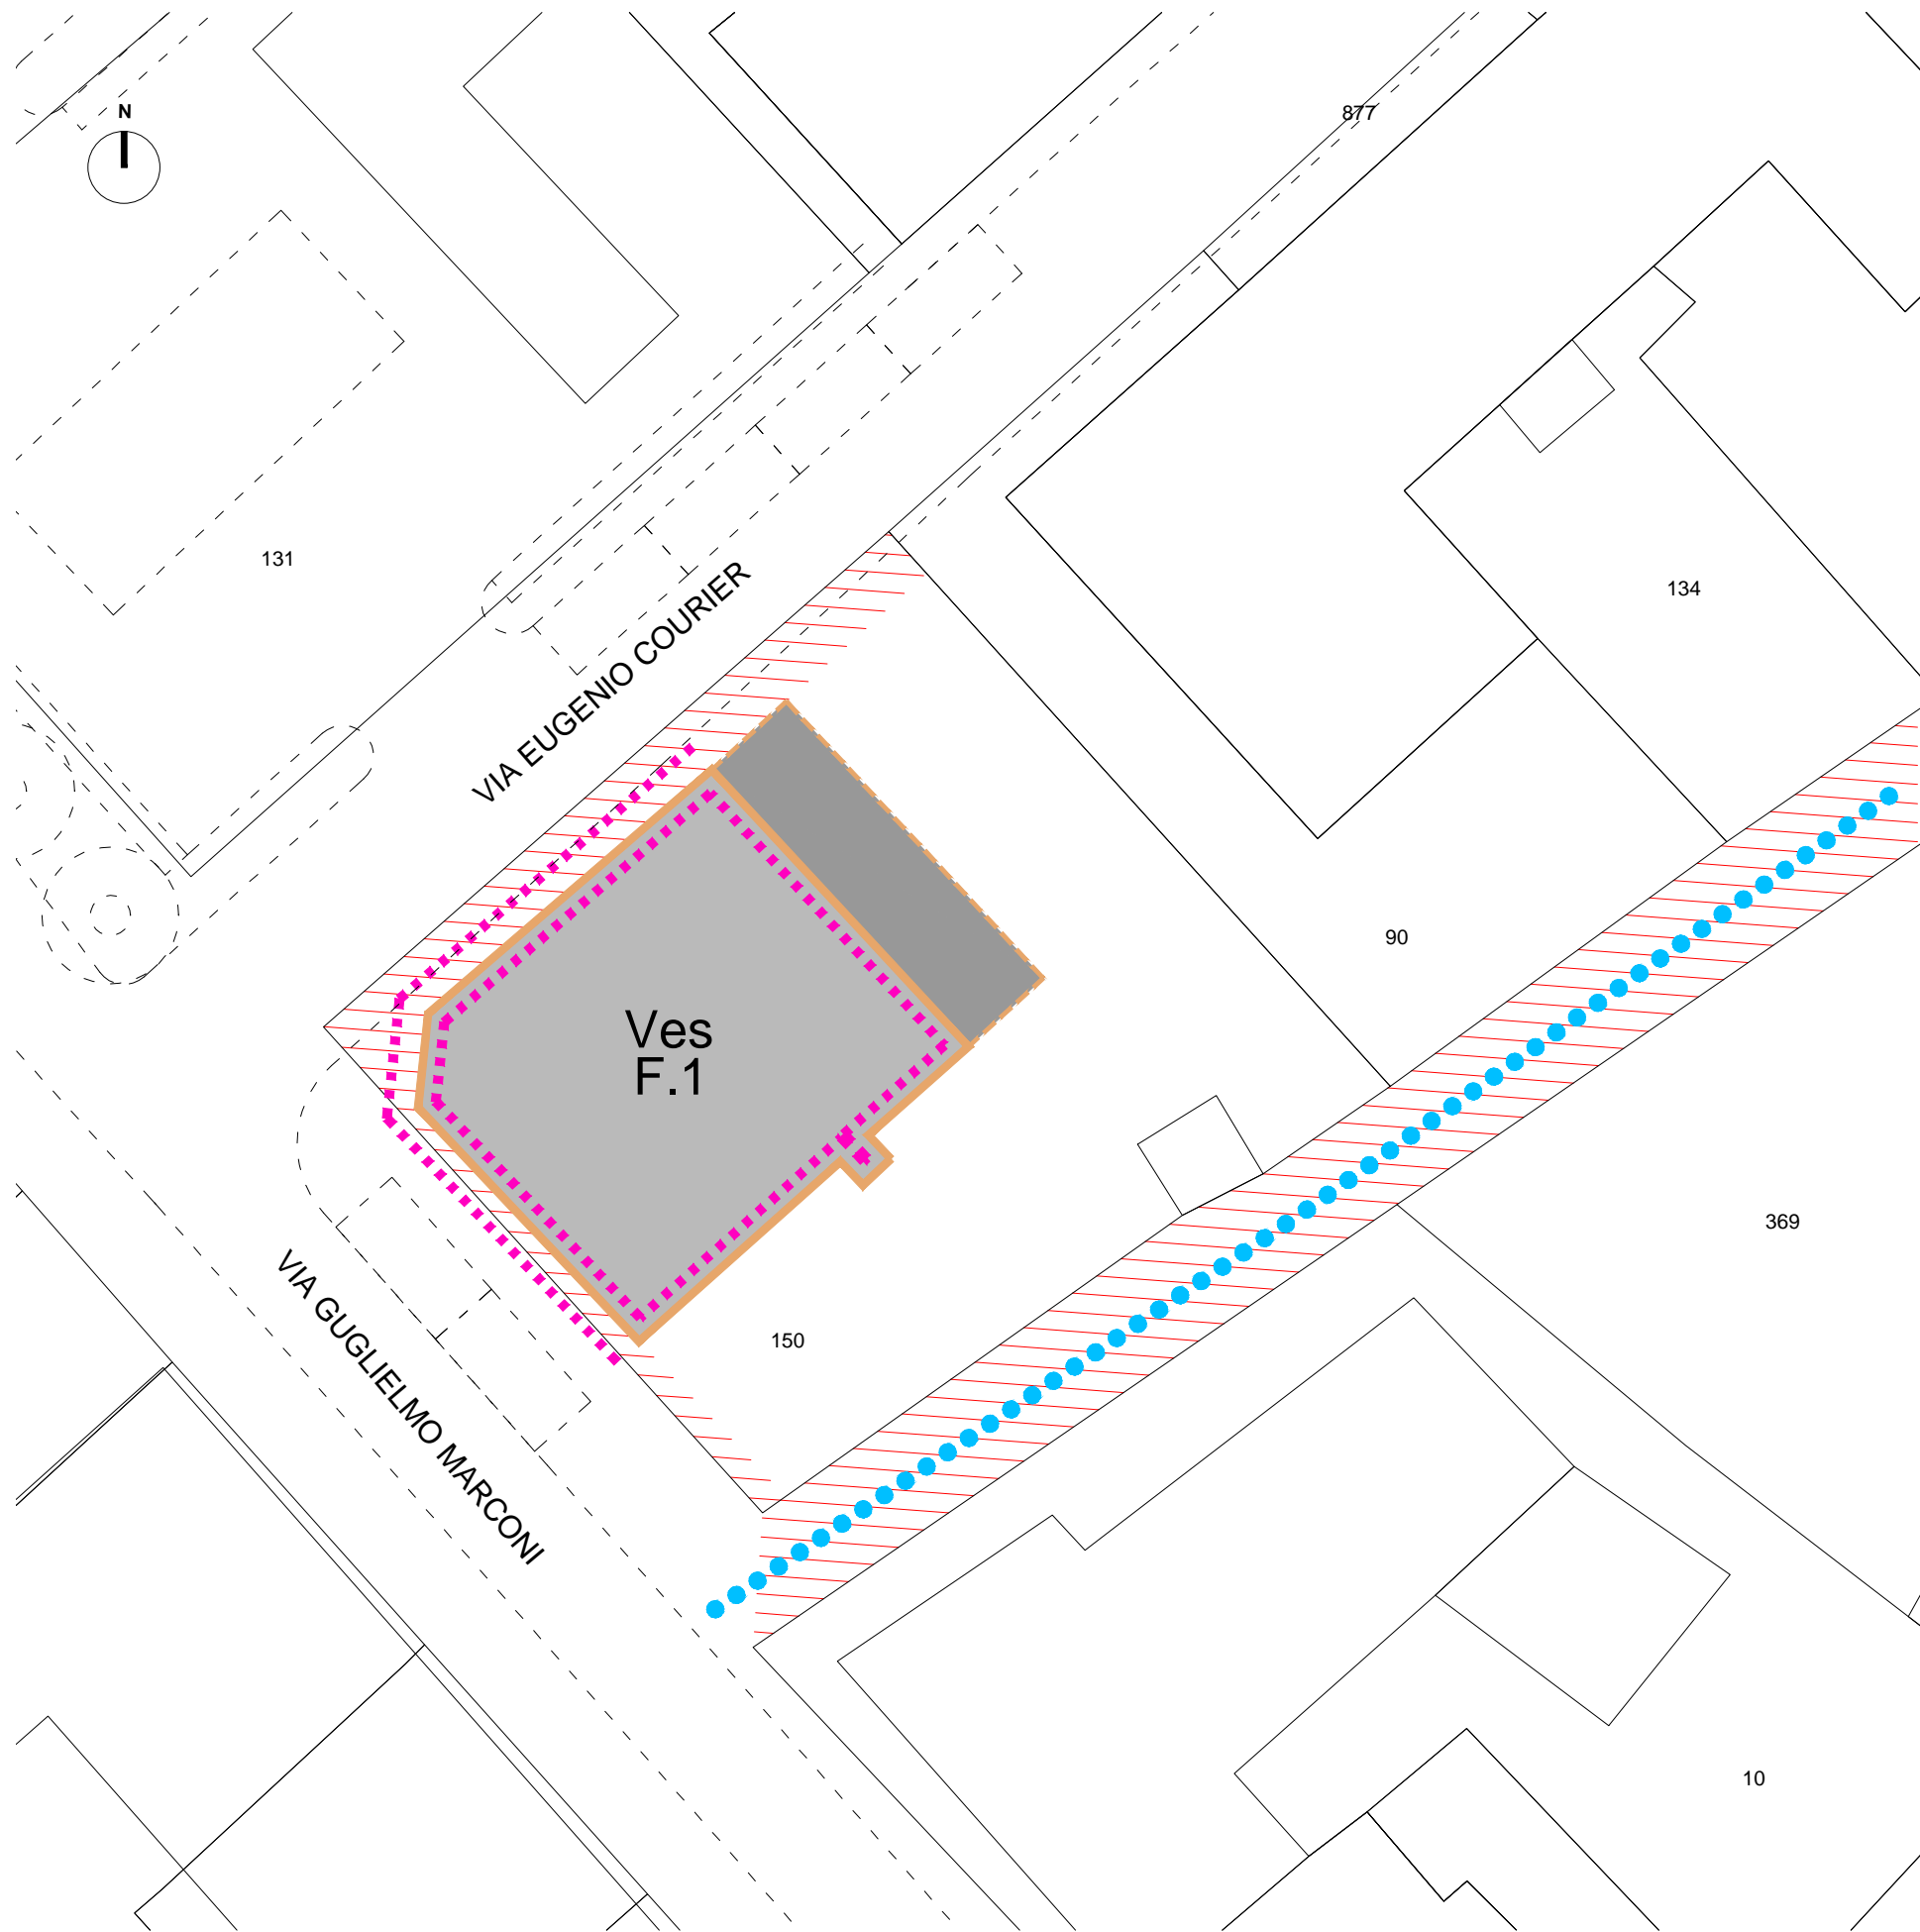 N
877
131
134
VIA EUGENIO COURIER
90
Ves
F.1
369
150
VIA GUGLIELMO MARCONI
10